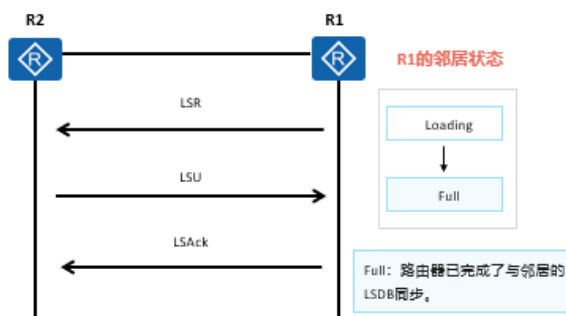 R2
R1
R
R
R1的邻居状态
LSR
Loading
LSU
Full
LSAck
Full：路由器已完成了与邻居的
LSDB同步。